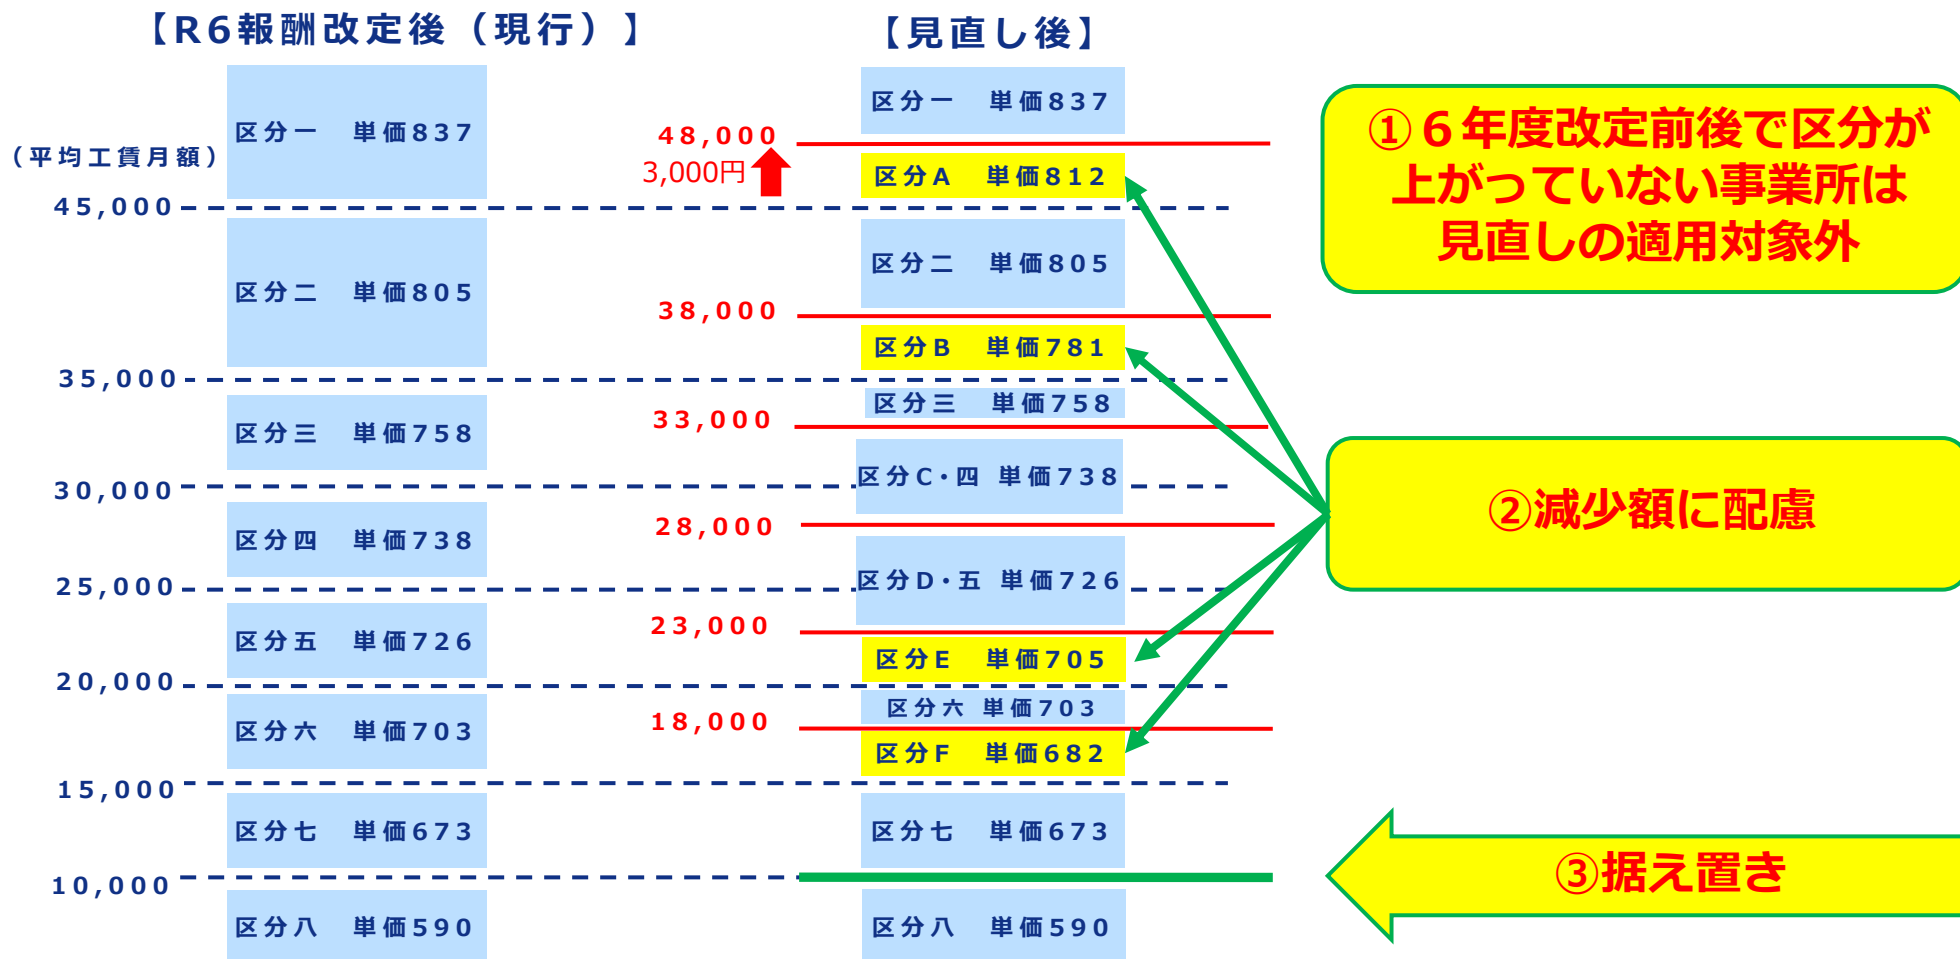 【R6報酬改定後（現行）】
（平均工賃月額）
区分一　単価837
45,000
区分二　単価805
35,000
区分三　単価758
30,000
区分四　単価738
25,000
区分五　単価726
20,000
区分六　単価703
15,000
区分七　単価673
10,000
区分八　単価590
【見直し後】
区分一　単価837
48,000
3,000円
区分A　単価812
区分二　単価805
38,000
区分B　単価781
区分三　単価758
33,000
区分C・四 単価738
28,000
区分D・五 単価726
23,000
区分E　単価705
区分六 単価703
18,000
区分F　単価682
区分七　単価673
区分八　単価590
①６年度改定前後で区分が
上がっていない事業所は
見直しの適用対象外
②減少額に配慮
③据え置き